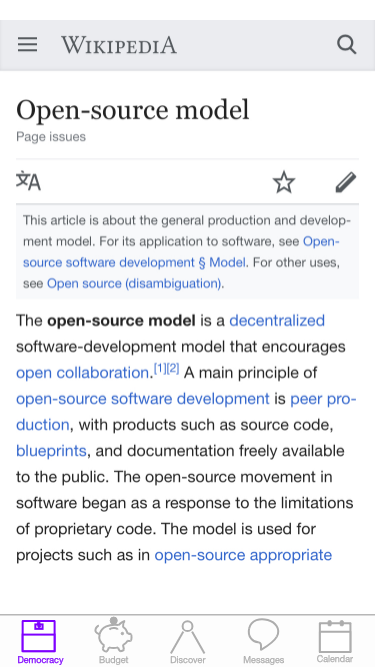 WIKIPEDIA
Open-source model
Page issues
This article is about the general production and develop-
ment model. For its application to software, see Open-
source software development § Model. For other uses,
see Open source (disambiguation).
The open-source model is a decentralized
software-development model that encourages
open collaboration.[1][2] A main principle of
open-source software development is peer pro-
duction, with products such as source code,
blueprints, and documentation freely available
to the public. The open-source movement in
software began as a response to the limitations
of proprietary code. The model is used for
projects such as in open-source appropriate
Democracy Budget Discover Messages Calendar